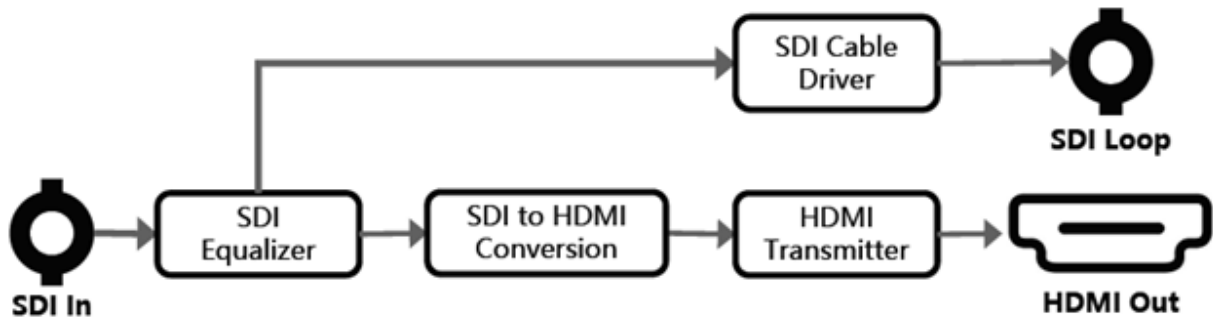 SDI Cable
Driver
SDI Loop
SDI In
SDI
Equalizer
SDI to HDMI
Conversion
HDMI
Transmitter
HDMI Out